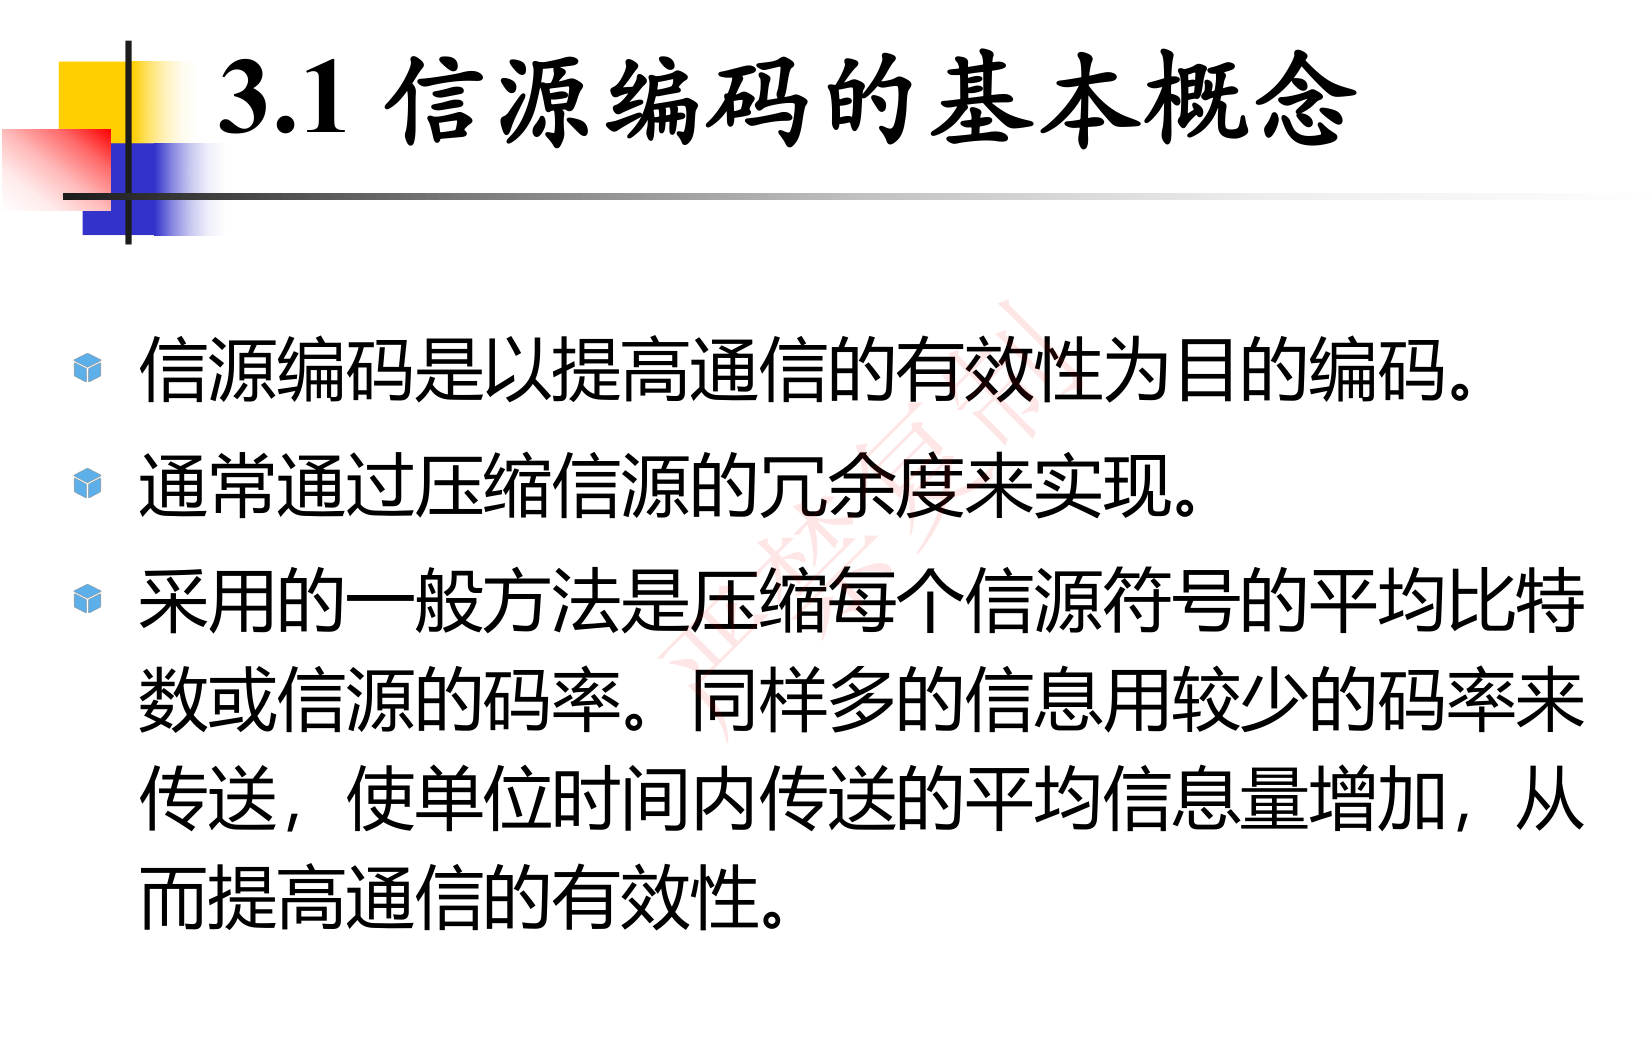 3.1 信源编码的基本概念
信源编码是以提高通信的有效性为目的编码。
通常通过压缩信源的冗余度来实现。
采用的一般方法是压缩每个信源符号的平均比特
数或信源的码率。同样多的信息用较少的码率来
传送，使单位时间内传送的平均信息量增加，从
而提高通信的有效性。
严禁复制